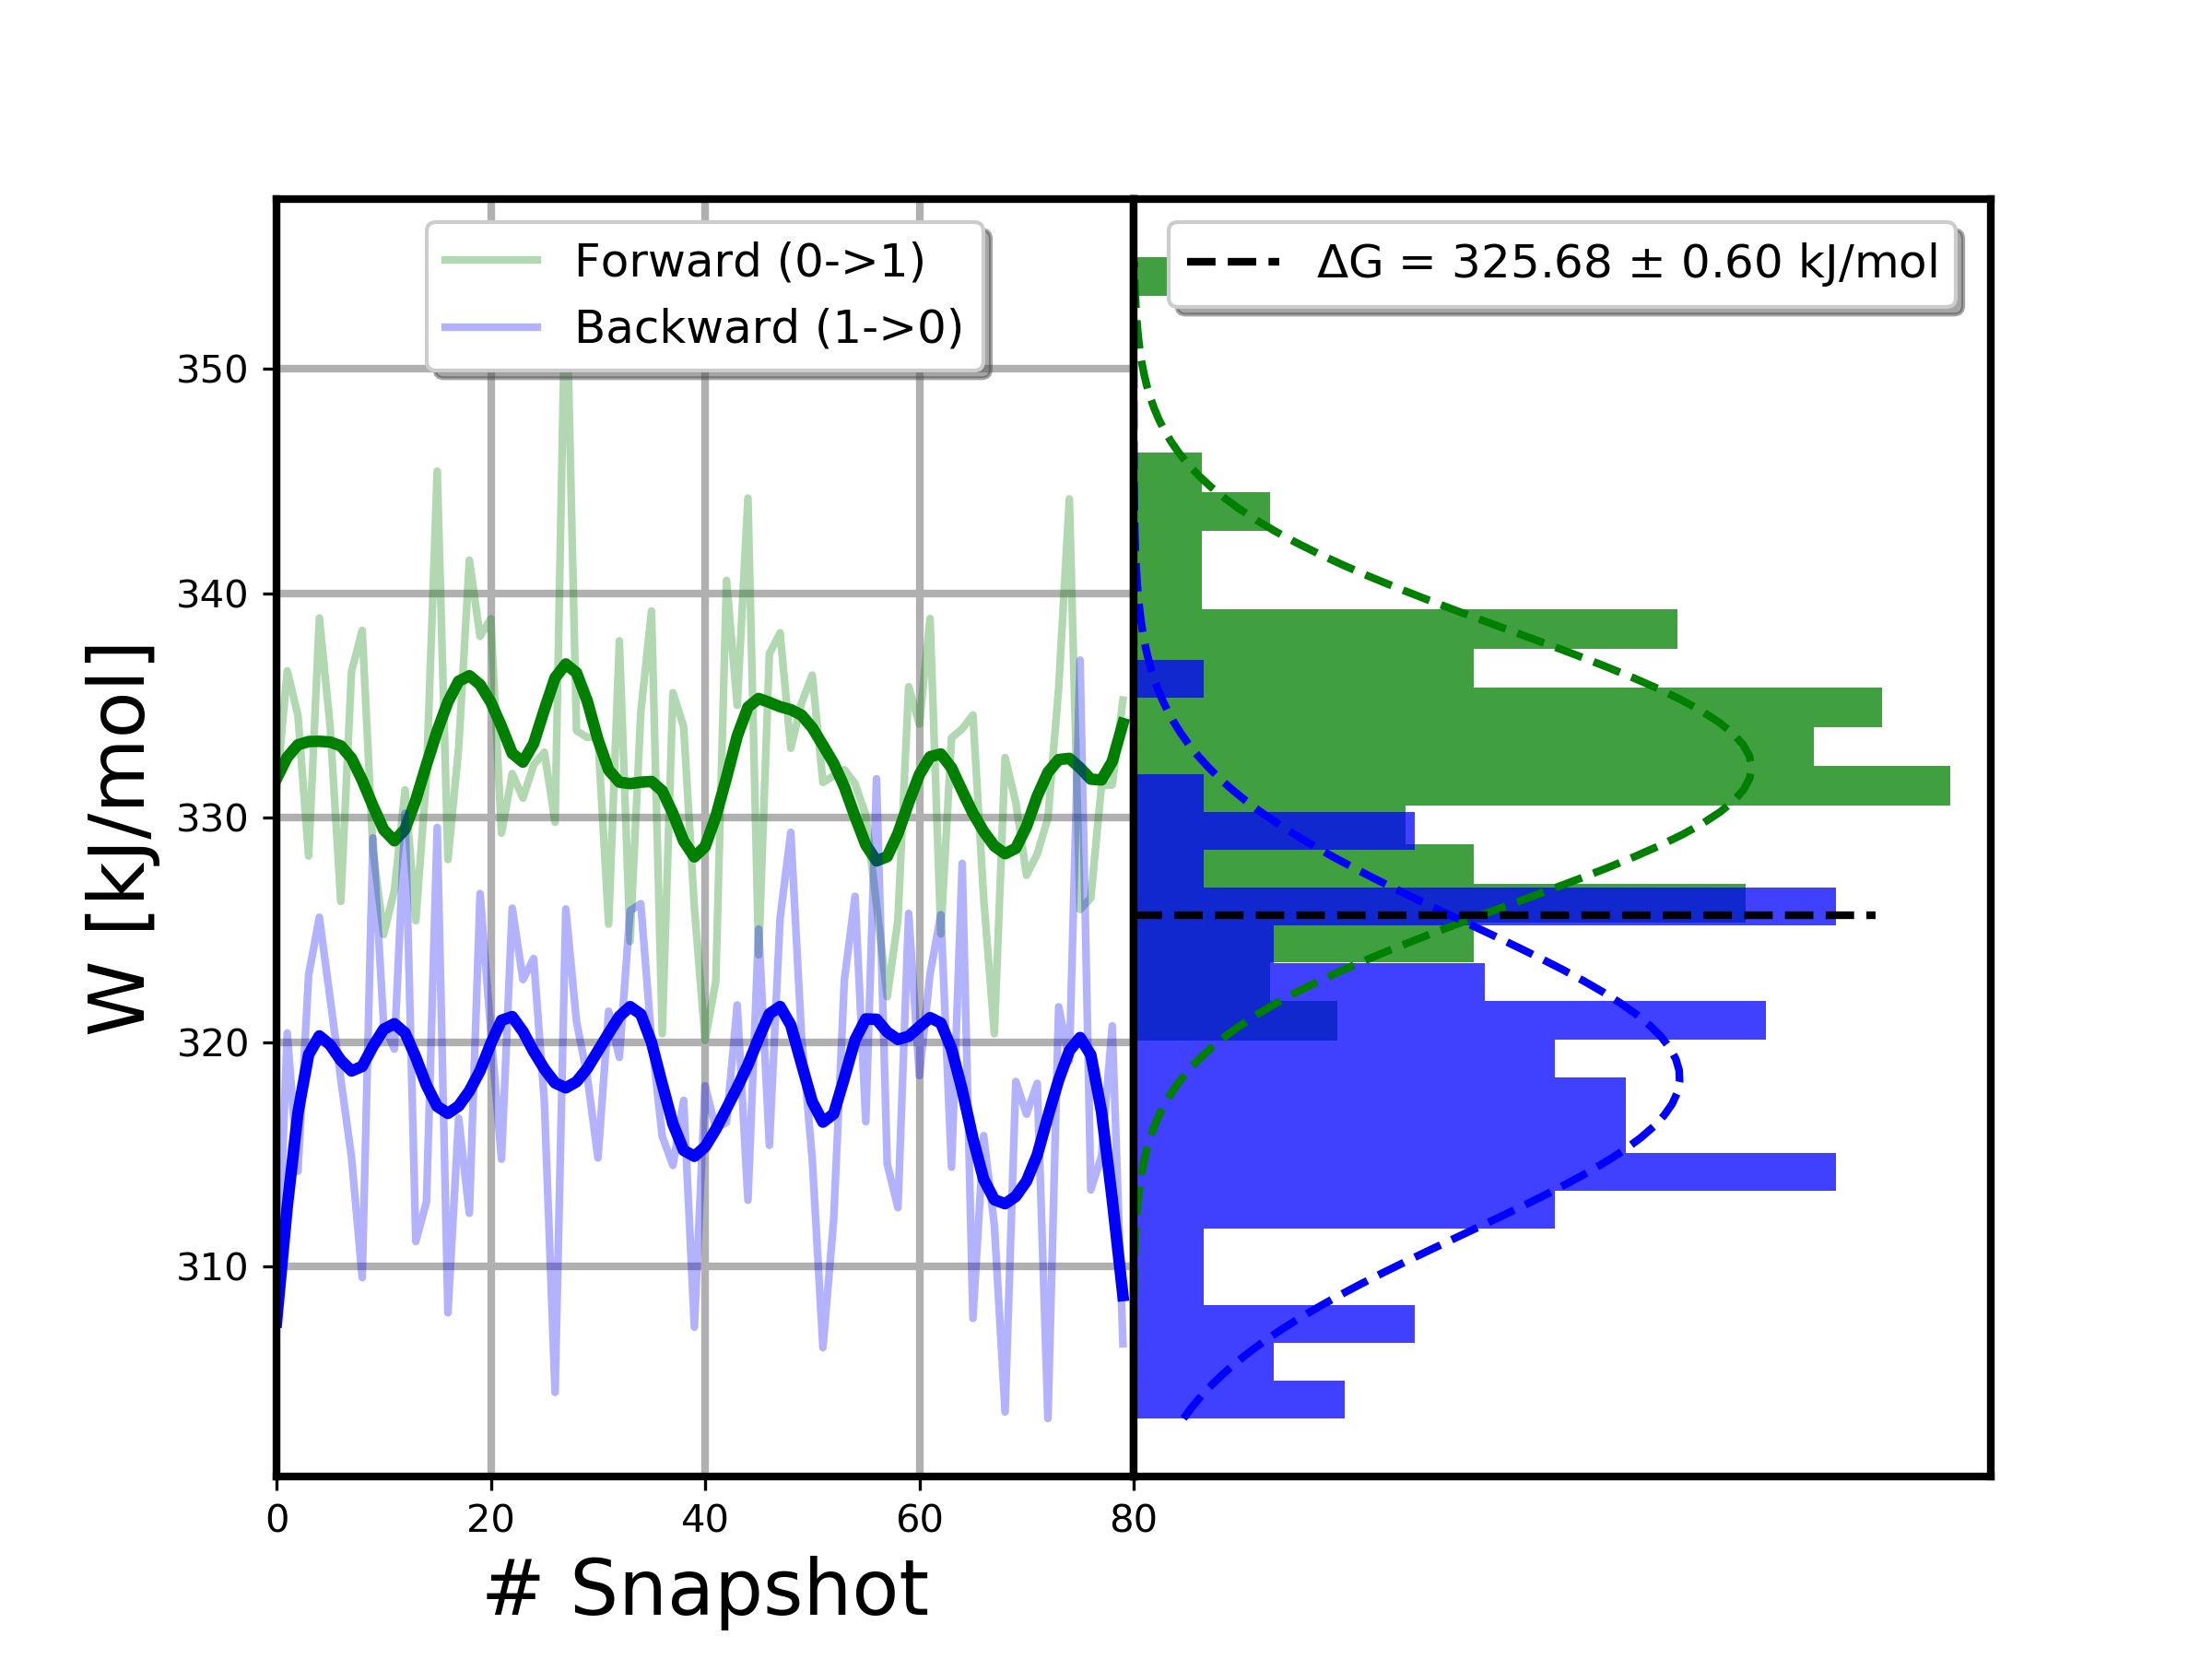 Forward (0->1)
Backward (1->0)
ΔG = 325.68 ± 0.60 kJ/mol
W [kJ/mol]
350
340
330
320
310
0 20 40 60 80
# Snapshot